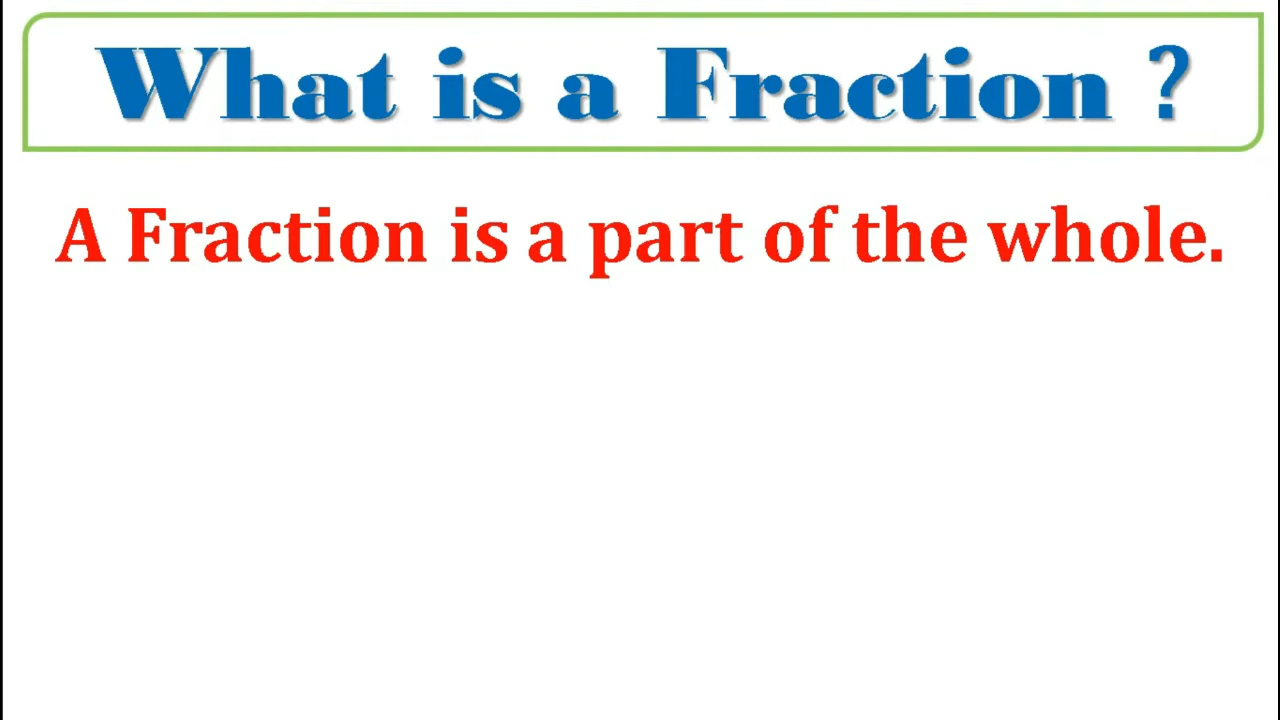 What is a Fraction ?
A Fraction is a part of the whole.